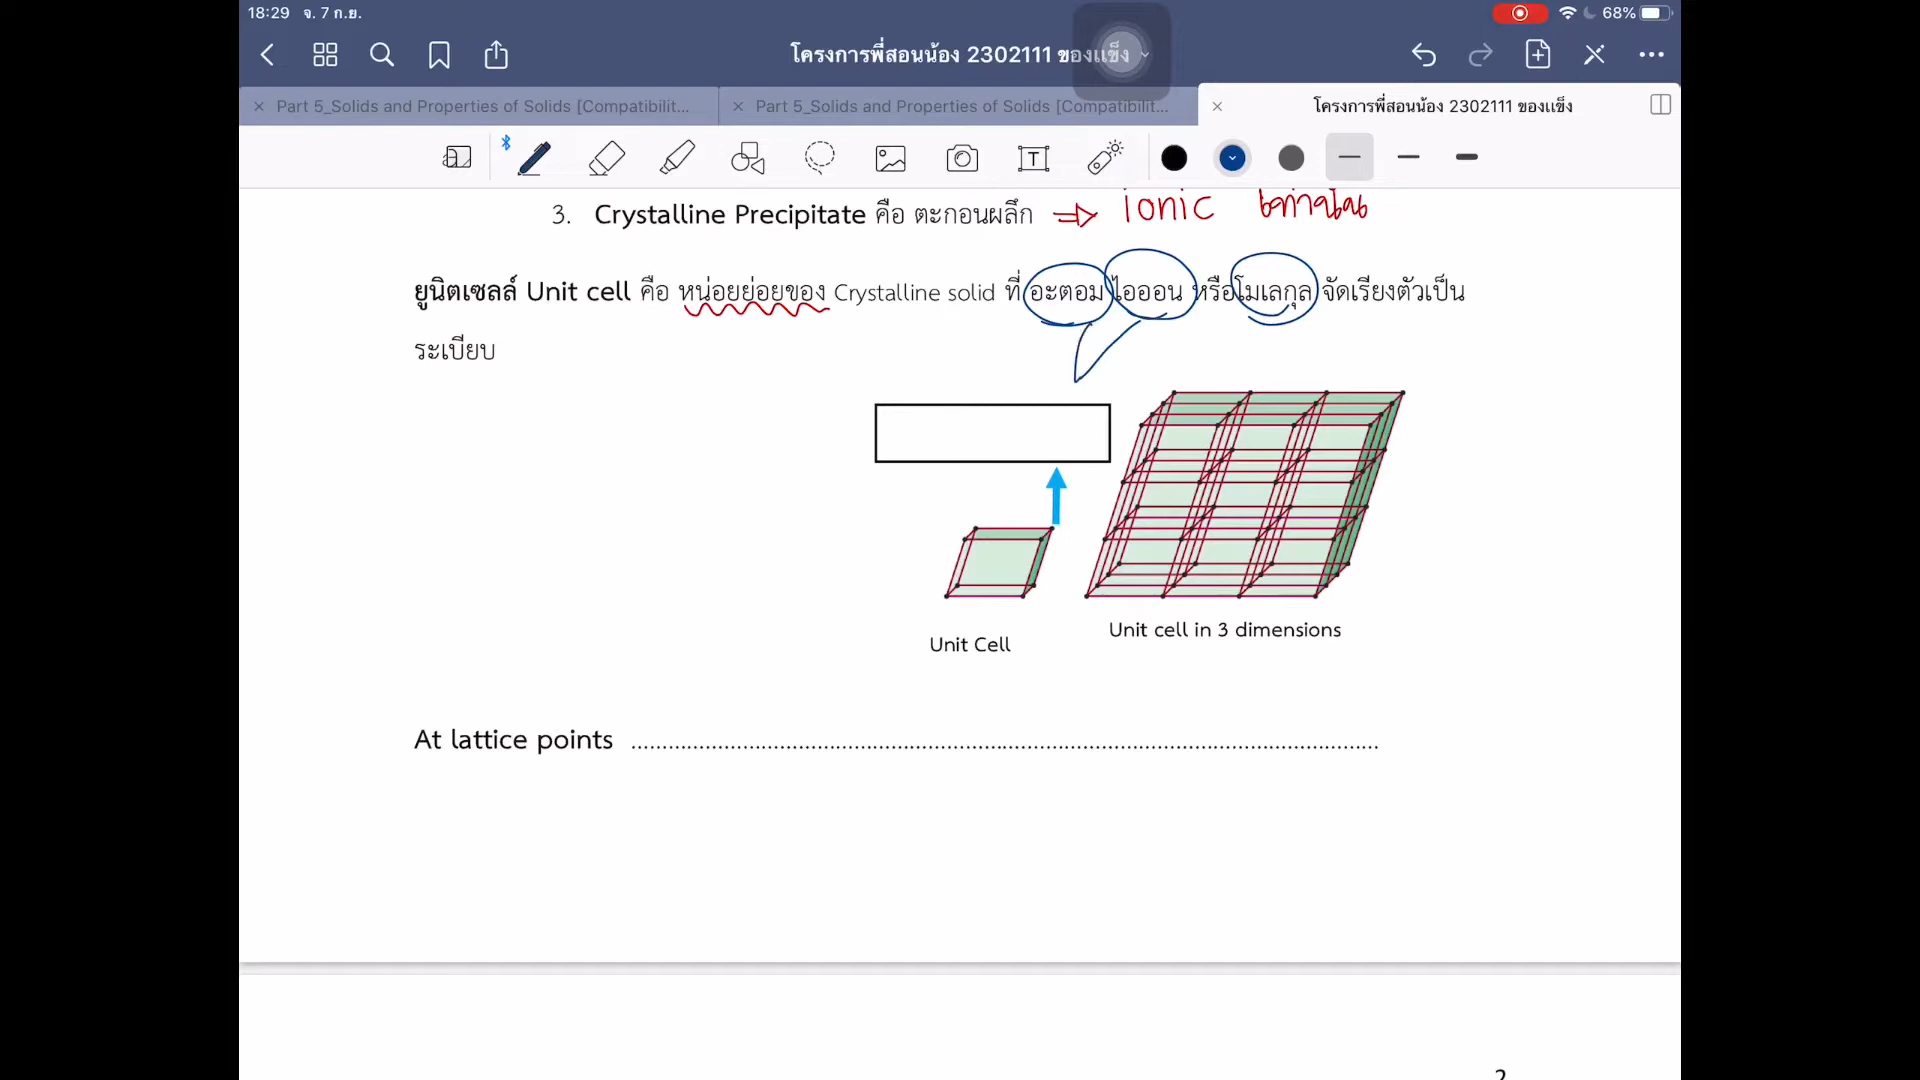 18:29 จ. 7 ก.ย.
68%
โครงการพี่สอนน้อง 2302111 ของแข็ง
Part 5_Solids and Properties of Solids [Compatibilit...
Part 5_Solids and Properties of Solids [Compatibilit...
โครงการพี่สอนน้อง 2302111 ของแข็ง
3. Crystalline Precipitate คือ ตะกอนผลึก ⇒ ionic เท่านั้น
ยูนิตเซลล์ Unit cell คือ หน่อยย่อยของ Crystalline solid ที่ อะตอม ไอออน หรือโมเลกุล จัดเรียงตัวเป็น
ระเบียบ
Unit Cell
Unit cell in 3 dimensions
At lattice points ..........................................................................................................................
2